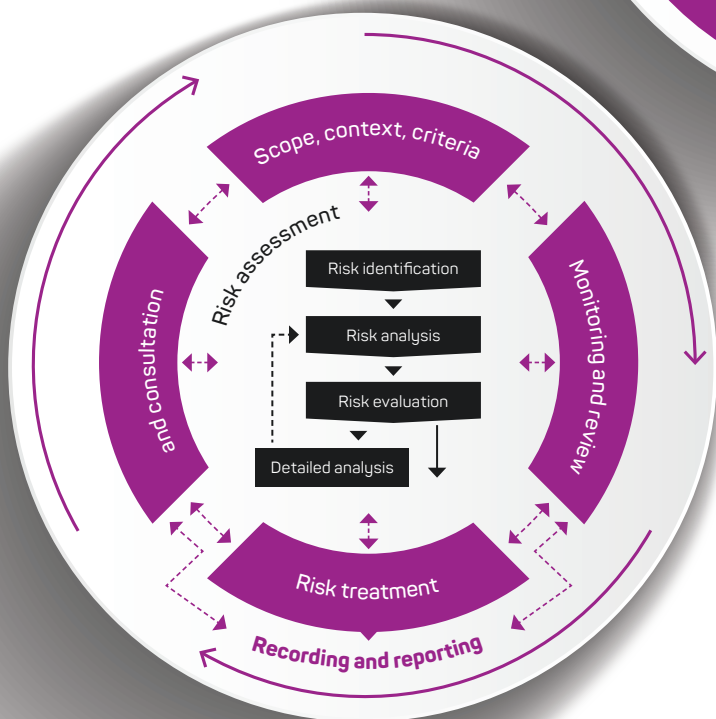 Scope, context, criteria
Risk assessment
Risk identification
Risk analysis
Risk evaluation
Detailed analysis
and consultation
Monitoring and review
Risk treatment
Recording and reporting